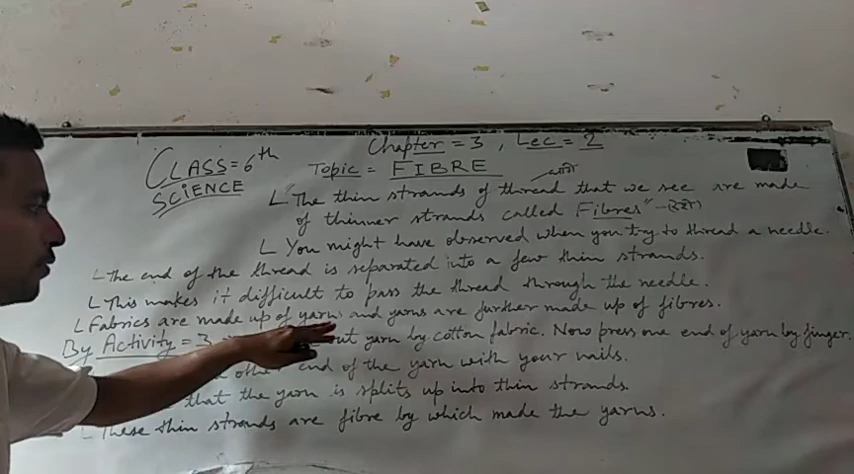 Chapter = 3, Lec = 2
CLASS = 6th
SCIENCE
Topic = FIBRE
"The thin strands of thread that we see are made
of thinner strands called Fibres"
You might have observed when you try to thread a needle.
The end of the thread is separated into a few thin strands.
This makes it difficult to pass the thread through the needle.
Fabrics are made up of yarns and yarns are further made up of fibres.
By Activity = 3 yarn by cotton fabric. Now press one end of yarn by finger.
other end of the yarn with your nails.
that the yarn is splits up into thin strands.
These thin strands are fibre by which made the yarns.